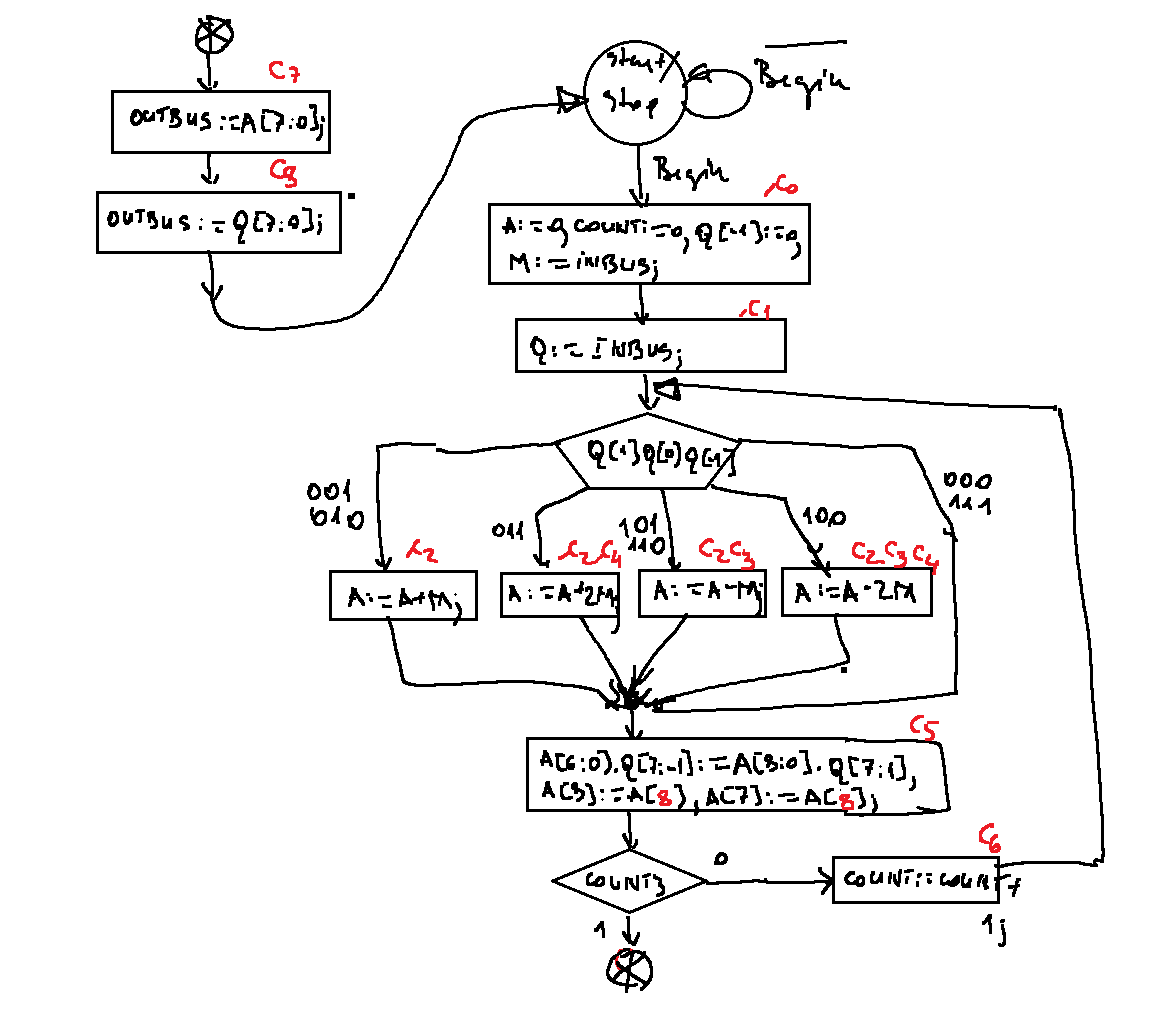 C7
OUTBUS:=A[7:0];
OUTBUS:=Q[7:0];
start/
stop
Begin
Begin
,C0
A:=0, COUNT:=0, Q[-1]:=0,
M:=INBUS;
,C1
Q:=INBUS;
Q[1]Q[0]Q[-1]
001
010
011
101
110
100
000
111
C2
C2 C4
C2 C3
C2 C3 C4
A:=A+M;
A:=A+2M;
A:=A-M;
A:=A-2M
C5
A[6:0].Q[7:-1]:=A[8:0].Q[7:1],
A[8]:=A[8], A[7]:=A[8];
COUNT3
0
1
C6
COUNT:=COUNT+
1;